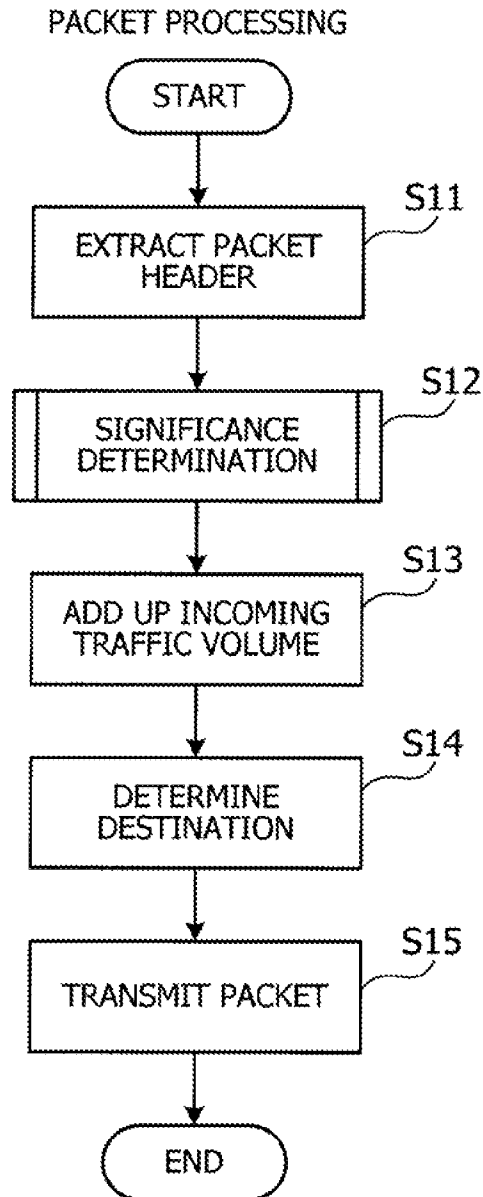 PACKET PROCESSING
START
S11
EXTRACT PACKET
HEADER
S12
SIGNIFICANCE
DETERMINATION
S13
ADD UP INCOMING
TRAFFIC VOLUME
S14
DETERMINE
DESTINATION
S15
TRANSMIT PACKET
END